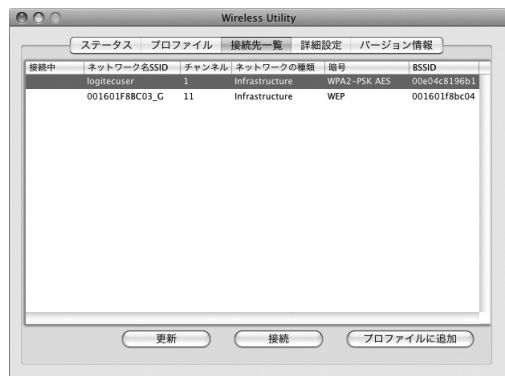 Wireless Utility
ステータス プロファイル 接続先一覧 詳細設定 バージョン情報
接続中 ネットワーク名SSID チャンネル ネットワークの種類 暗号 BSSID
logitecuser 1 Infrastructure WPA2-PSK AES 00e04c8196b1
001601F8BC03_G 11 Infrastructure WEP 001601f8bc04
更新 接続 プロファイルに追加